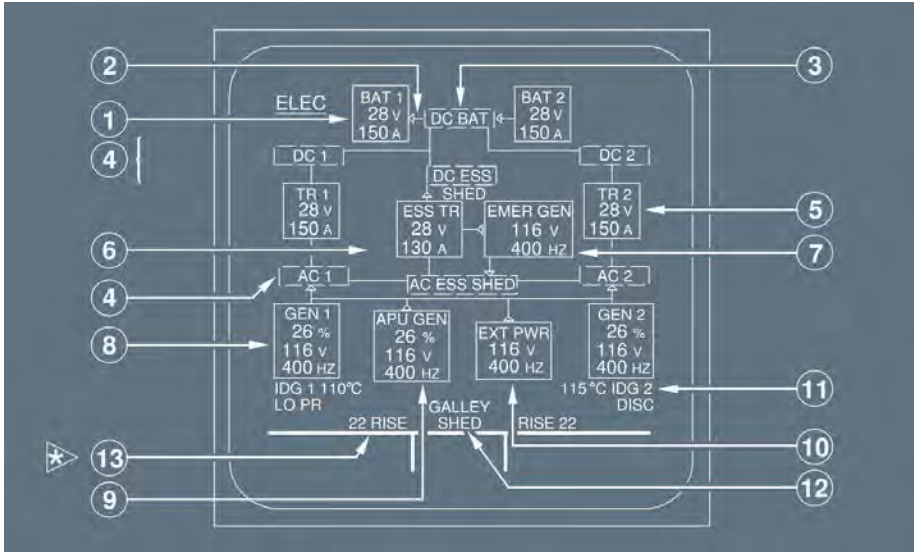 2
3
ELEC
BAT 1
28 V
150 A
DC BAT
BAT 2
28 V
150 A
1
4
DC 1
DC 2
DC ESS
SHED
TR 1
28 V
150 A
ESS TR
28 V
130 A
EMER GEN
116 V
400 HZ
TR 2
28 V
150 A
5
6
7
4
AC 1
AC ESS SHED
AC 2
8
GEN 1
26 %
116 V
400 HZ
APU GEN
26 %
116 V
400 HZ
EXT PWR
116 V
400 HZ
GEN 2
26 %
116 V
400 HZ
IDG 1 110°C
LO PR
115°C IDG 2
DISC
11
GALLEY
SHED
22 RISE
RISE 22
10
* 13
9
12